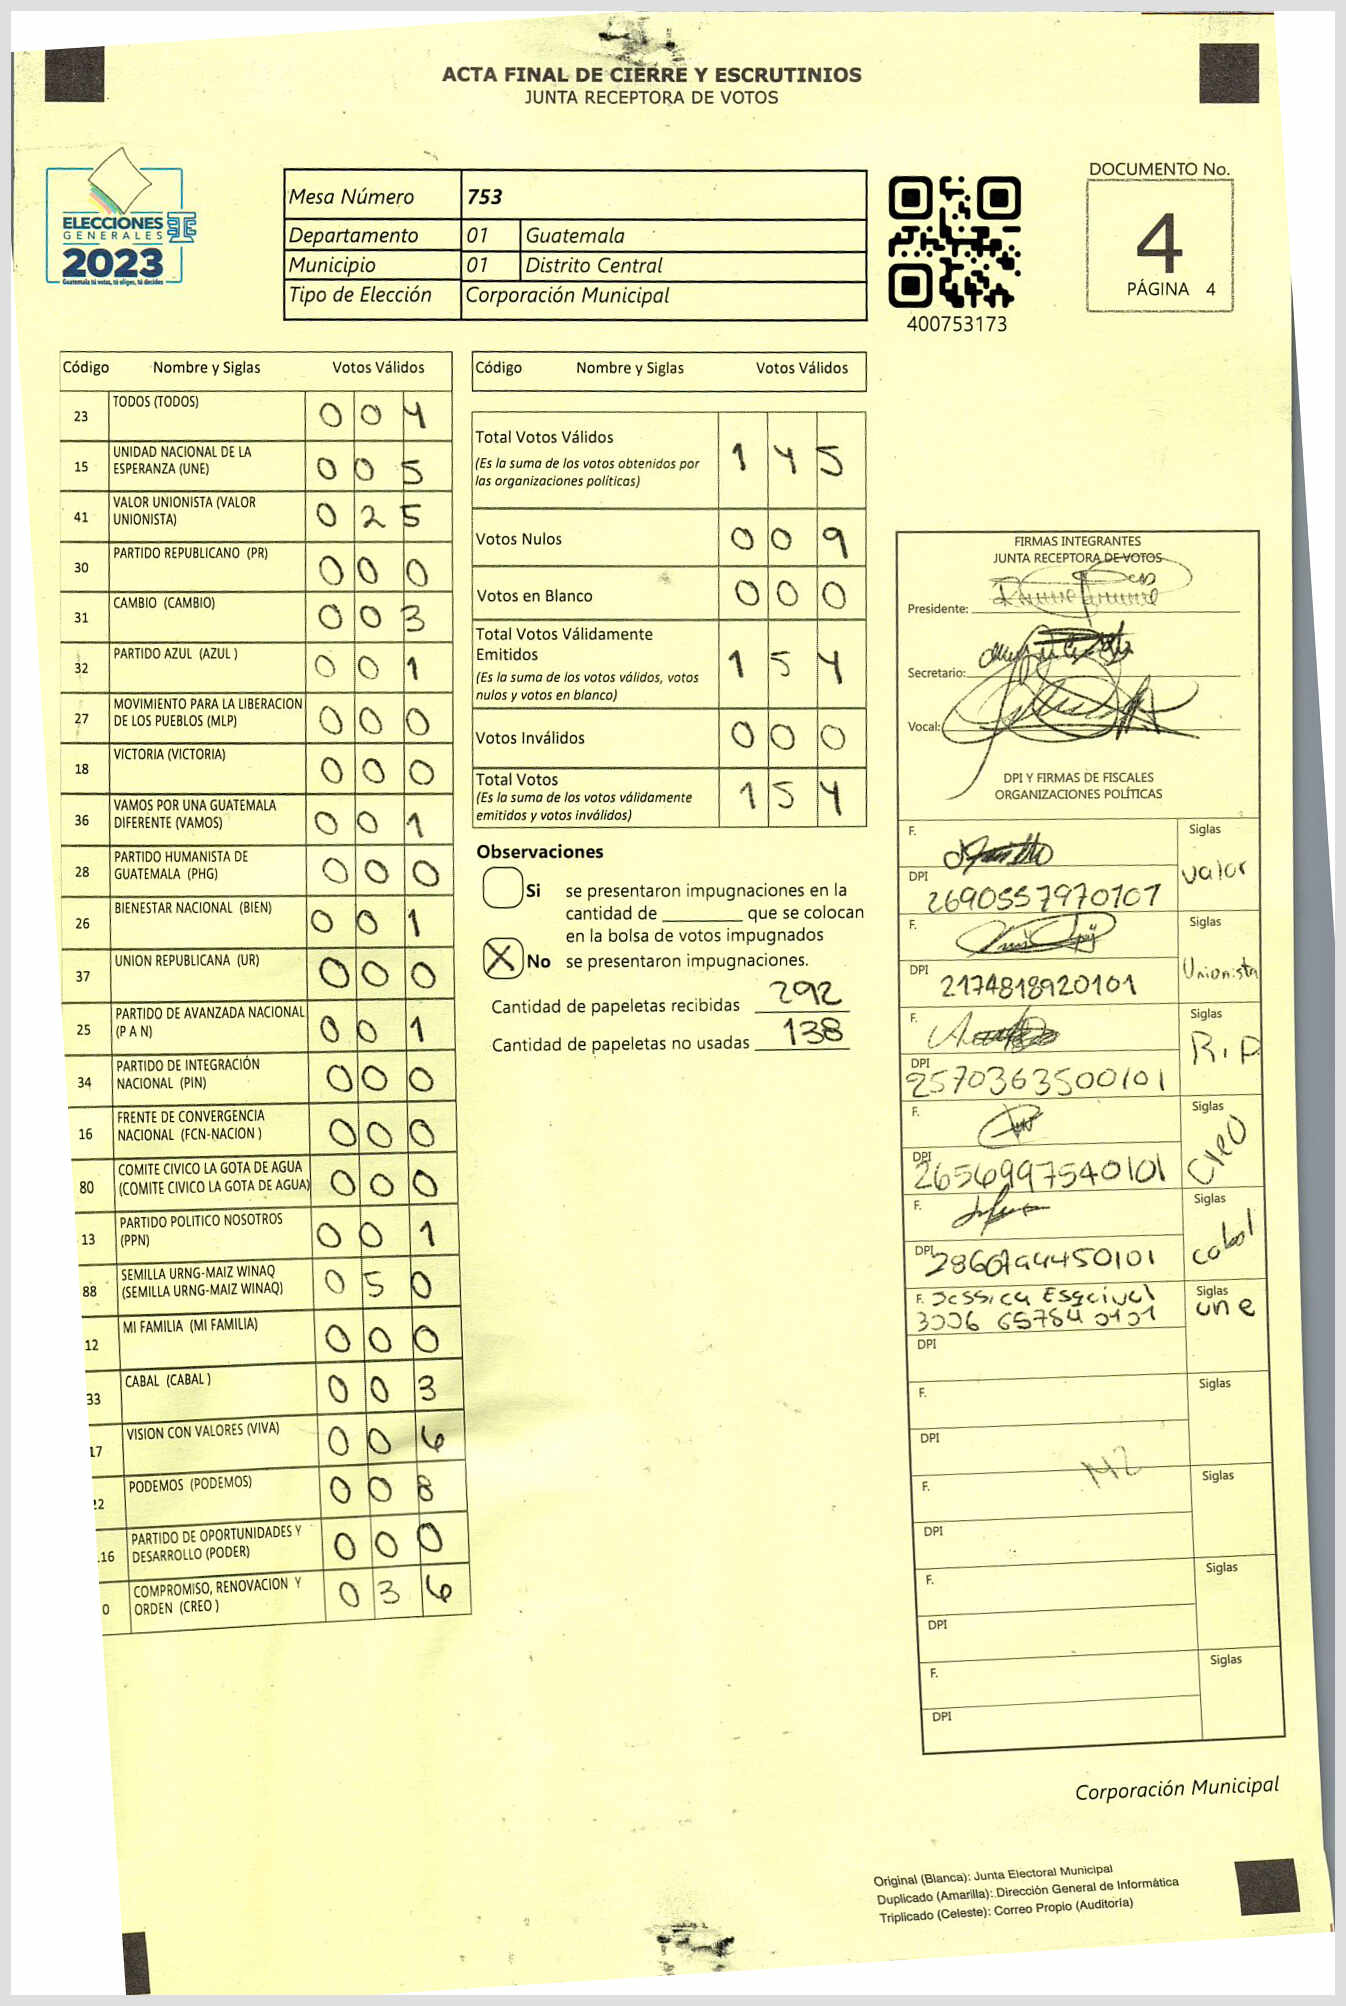 ACTA FINAL DE CIERRE Y ESCRUTINIOS
JUNTA RECEPTORA DE VOTOS
ELECCIONES
GENERALES
2023
Guatemala tú votas, tú eliges, tú decides
Mesa Número 753
Departamento 01 Guatemala
Municipio 01 Distrito Central
Tipo de Elección Corporación Municipal
400753173
DOCUMENTO No.
4
PÁGINA 4
Código Nombre y Siglas Votos Válidos
23 TODOS (TODOS) 0 0 4
15 UNIDAD NACIONAL DE LA ESPERANZA (UNE) 0 0 5
41 VALOR UNIONISTA (VALOR UNIONISTA) 0 2 5
30 PARTIDO REPUBLICANO (PR) 0 0 0
31 CAMBIO (CAMBIO) 0 0 3
32 PARTIDO AZUL (AZUL ) 0 0 1
27 MOVIMIENTO PARA LA LIBERACION DE LOS PUEBLOS (MLP) 0 0 0
18 VICTORIA (VICTORIA) 0 0 0
36 VAMOS POR UNA GUATEMALA DIFERENTE (VAMOS) 0 0 1
28 PARTIDO HUMANISTA DE GUATEMALA (PHG) 0 0 0
26 BIENESTAR NACIONAL (BIEN) 0 0 1
37 UNION REPUBLICANA (UR) 0 0 0
25 PARTIDO DE AVANZADA NACIONAL (P A N) 0 0 1
34 PARTIDO DE INTEGRACIÓN NACIONAL (PIN) 0 0 0
16 FRENTE DE CONVERGENCIA NACIONAL (FCN-NACION ) 0 0 0
80 COMITE CIVICO LA GOTA DE AGUA (COMITE CIVICO LA GOTA DE AGUA) 0 0 0
13 PARTIDO POLITICO NOSOTROS (PPN) 0 0 1
88 SEMILLA URNG-MAIZ WINAQ (SEMILLA URNG-MAIZ WINAQ) 0 5 0
12 MI FAMILIA (MI FAMILIA) 0 0 0
33 CABAL (CABAL ) 0 0 3
17 VISION CON VALORES (VIVA) 0 0 6
22 PODEMOS (PODEMOS) 0 0 8
16 PARTIDO DE OPORTUNIDADES Y DESARROLLO (PODER) 0 0 0
0 COMPROMISO, RENOVACION Y ORDEN (CREO ) 0 3 6
Código Nombre y Siglas Votos Válidos
Total Votos Válidos 1 4 5
(Es la suma de los votos obtenidos por
las organizaciones políticas)
Votos Nulos 0 0 9
Votos en Blanco 0 0 0
Total Votos Válidamente
Emitidos 1 5 4
(Es la suma de los votos válidos, votos
nulos y votos en blanco)
Votos Inválidos 0 0 0
Total Votos 1 5 4
(Es la suma de los votos válidamente
emitidos y votos inválidos)
Observaciones
Si se presentaron impugnaciones en la
cantidad de ________ que se colocan
en la bolsa de votos impugnados
X No se presentaron impugnaciones.
Cantidad de papeletas recibidas 292
Cantidad de papeletas no usadas 138
FIRMAS INTEGRANTES
JUNTA RECEPTORA DE VOTOS
Presidente:
Secretario:
Vocal:
DPI Y FIRMAS DE FISCALES
ORGANIZACIONES POLÍTICAS
F. Siglas valor
DPI 2690557970101
F. Siglas Unionista
DPI 2174818920101
F. Siglas R.P
DPI 2570363500101
F. Siglas Creo
DPI 2656997540101
F. Siglas cabal
DPI
F. Jessica Esquivel Siglas une
3006 65784 0101
DPI
F. Siglas
DPI
M2
F. Siglas
DPI
F. Siglas
DPI
F. Siglas
DPI
Corporación Municipal
Original (Blanca): Junta Electoral Municipal
Duplicado (Amarilla): Dirección General de Informática
Triplicado (Celeste): Correo Propio (Auditoría)